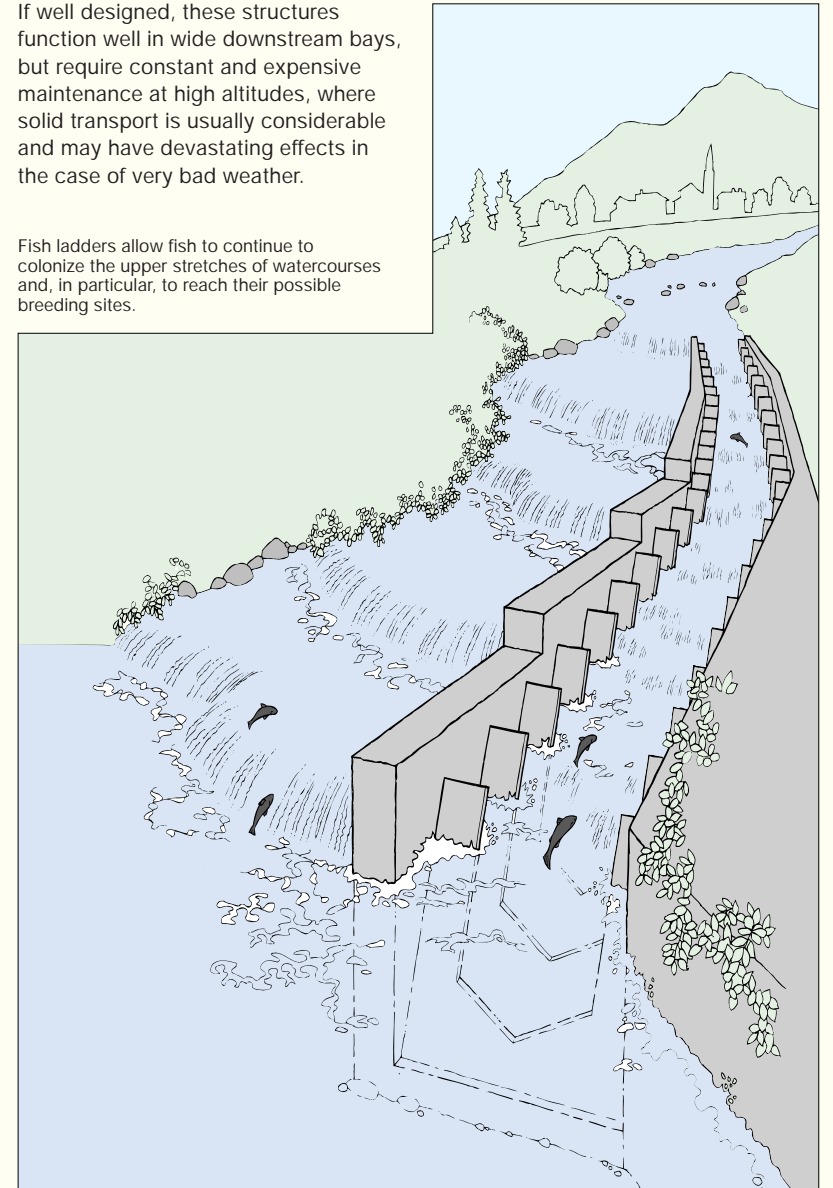 If well designed, these structures
function well in wide downstream bays,
but require constant and expensive
maintenance at high altitudes, where
solid transport is usually considerable
and may have devastating effects in
the case of very bad weather.
Fish ladders allow fish to continue to
colonize the upper stretches of watercourses
and, in particular, to reach their possible
breeding sites.